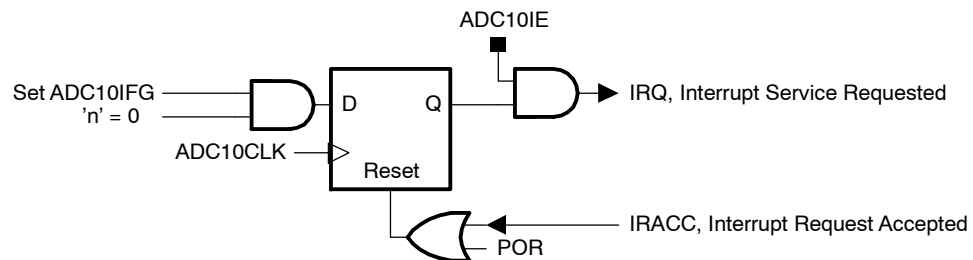 ADC10IE
Set ADC10IFG
'n' = 0
D
Q
IRQ, Interrupt Service Requested
ADC10CLK
Reset
IRACC, Interrupt Request Accepted
POR